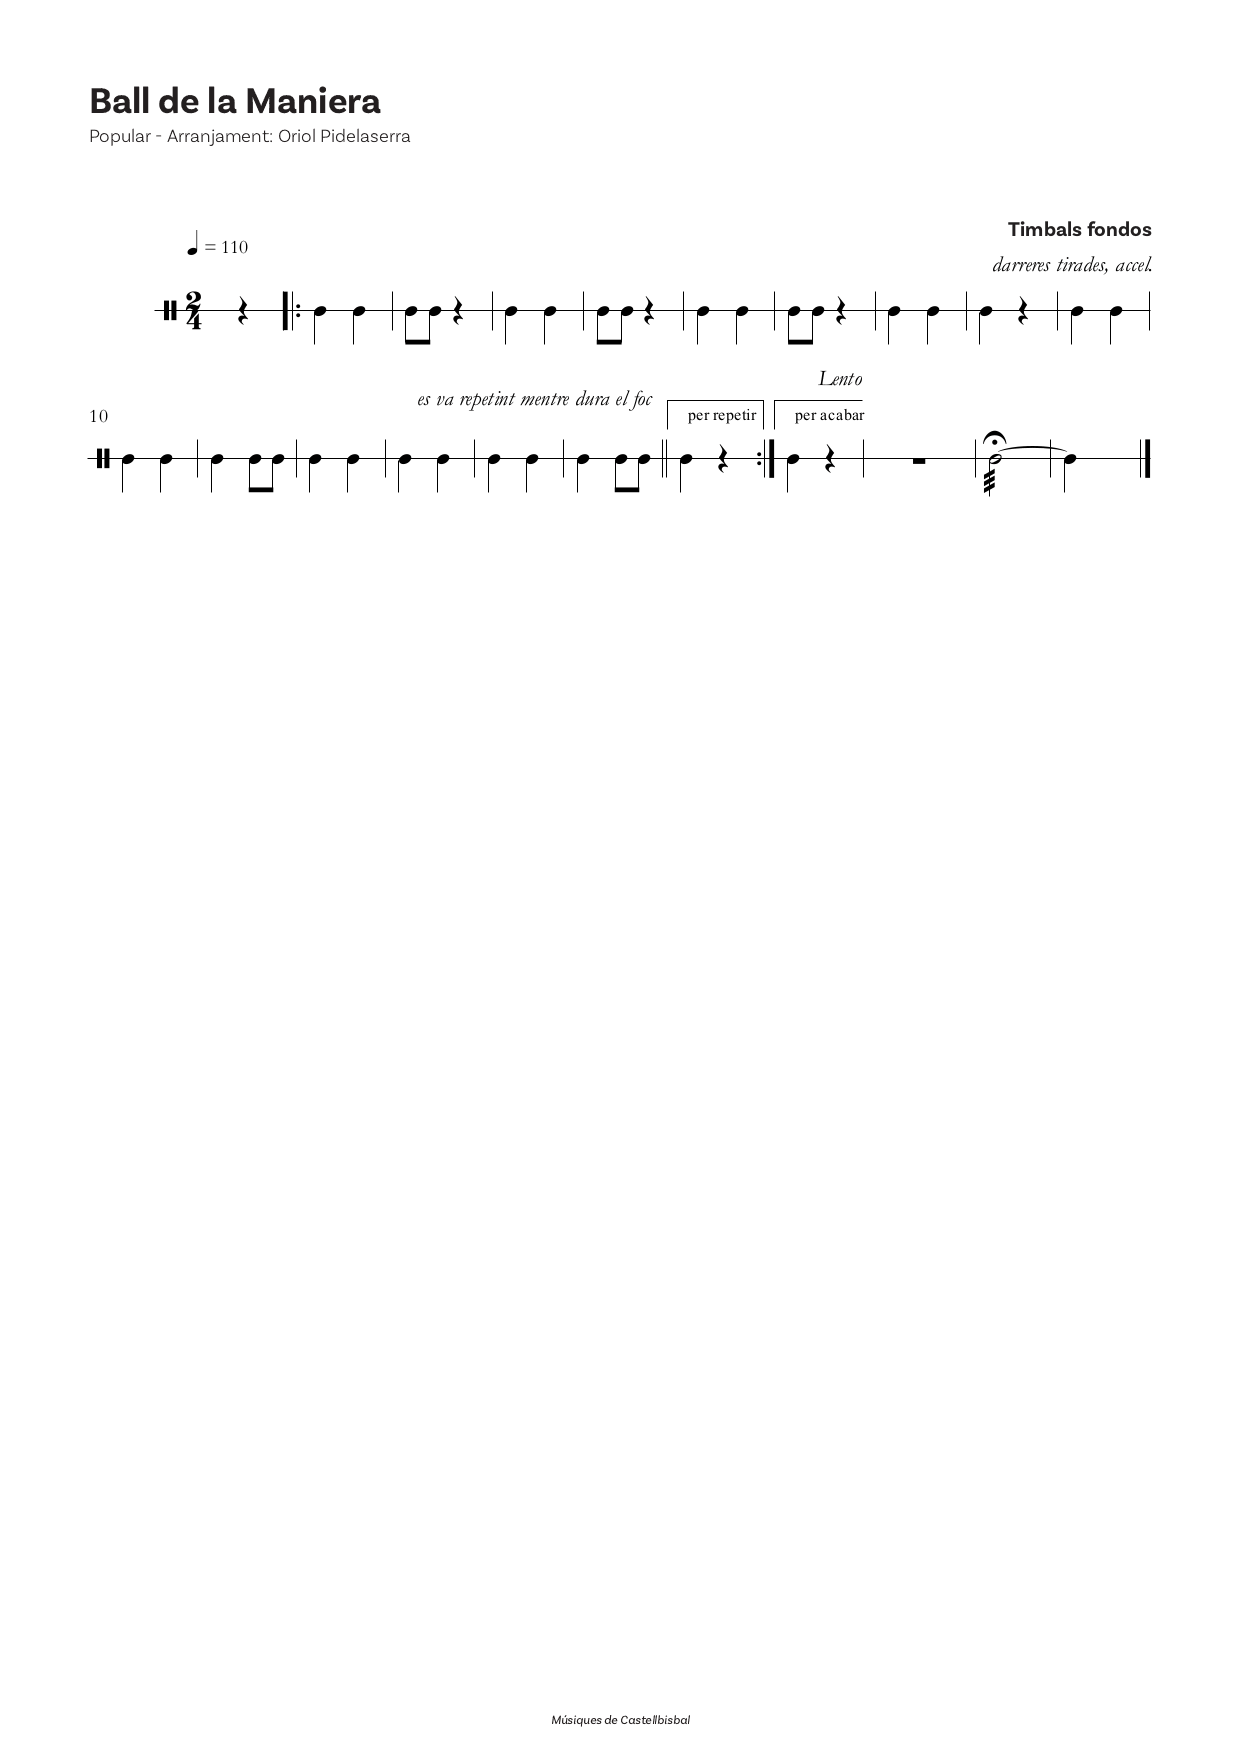 Ball de la Maniera
Popular - Arranjament: Oriol Pidelaserra
Timbals fondos
= 110
darreres tirades, accel.
2
4
Lento
es va repetint mentre dura el foc
10
per repetir
per acabar
Músiques de Castellbisbal